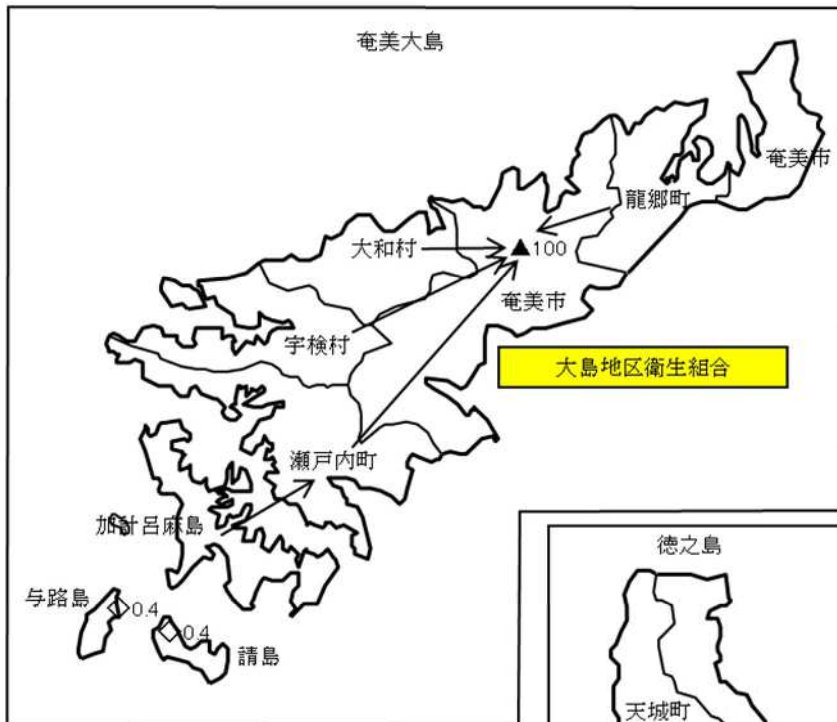 奄美大島
奄美市
龍郷町
大和村
100
奄美市
宇検村
大島地区衛生組合
瀬戸内町
加計呂麻島
徳之島
与路島
0.4
0.4
請島
天城町